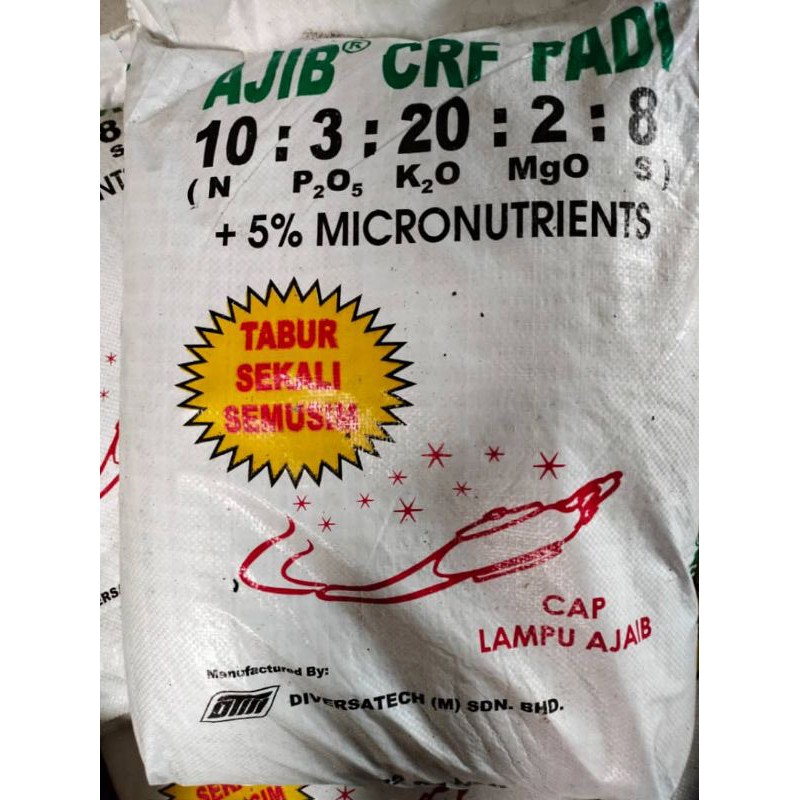 AJIB® CRF PADI
10 : 3 : 20 : 2 : 8
( N P₂O₅ K₂O MgO S )
+ 5% MICRONUTRIENTS
TABUR
SEKALI
SEMUSIM
CAP
LAMPU AJAIB
Manufactured By:
DTM DIVERSATECH (M) SDN. BHD.